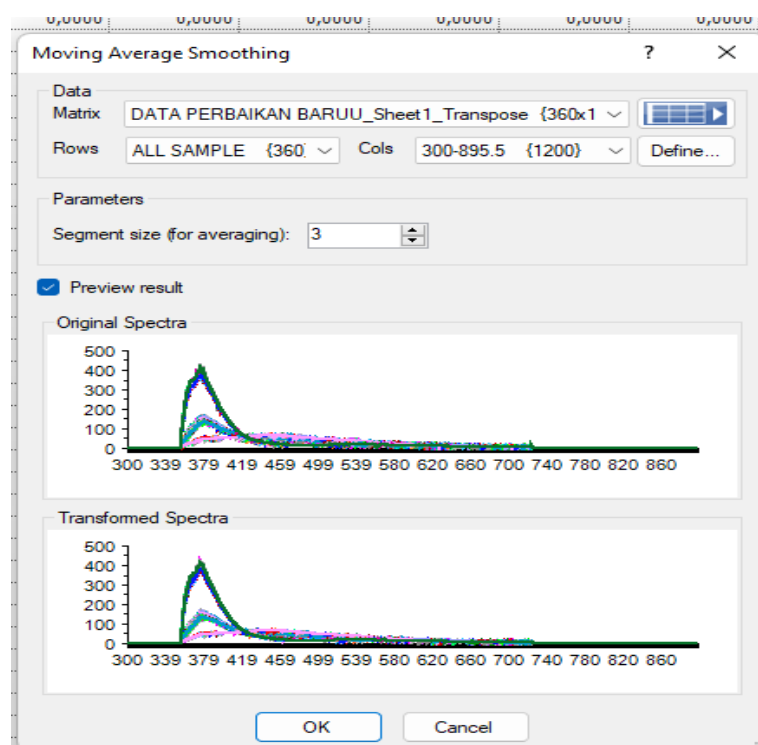 0,0000 0,0000 0,0000 0,0000 0,0000 0,0000
Moving Average Smoothing ? ×
Data
Matrix DATA PERBAIKAN BARUU_Sheet1_Transpose {360x1
Rows ALL SAMPLE {360} Cols 300-895.5 {1200} Define...
Parameters
Segment size (for averaging): 3
Preview result
Original Spectra
500
400
300
200
100
0
300 339 379 419 459 499 539 580 620 660 700 740 780 820 860
Transformed Spectra
500
400
300
200
100
0
300 339 379 419 459 499 539 580 620 660 700 740 780 820 860
OK Cancel